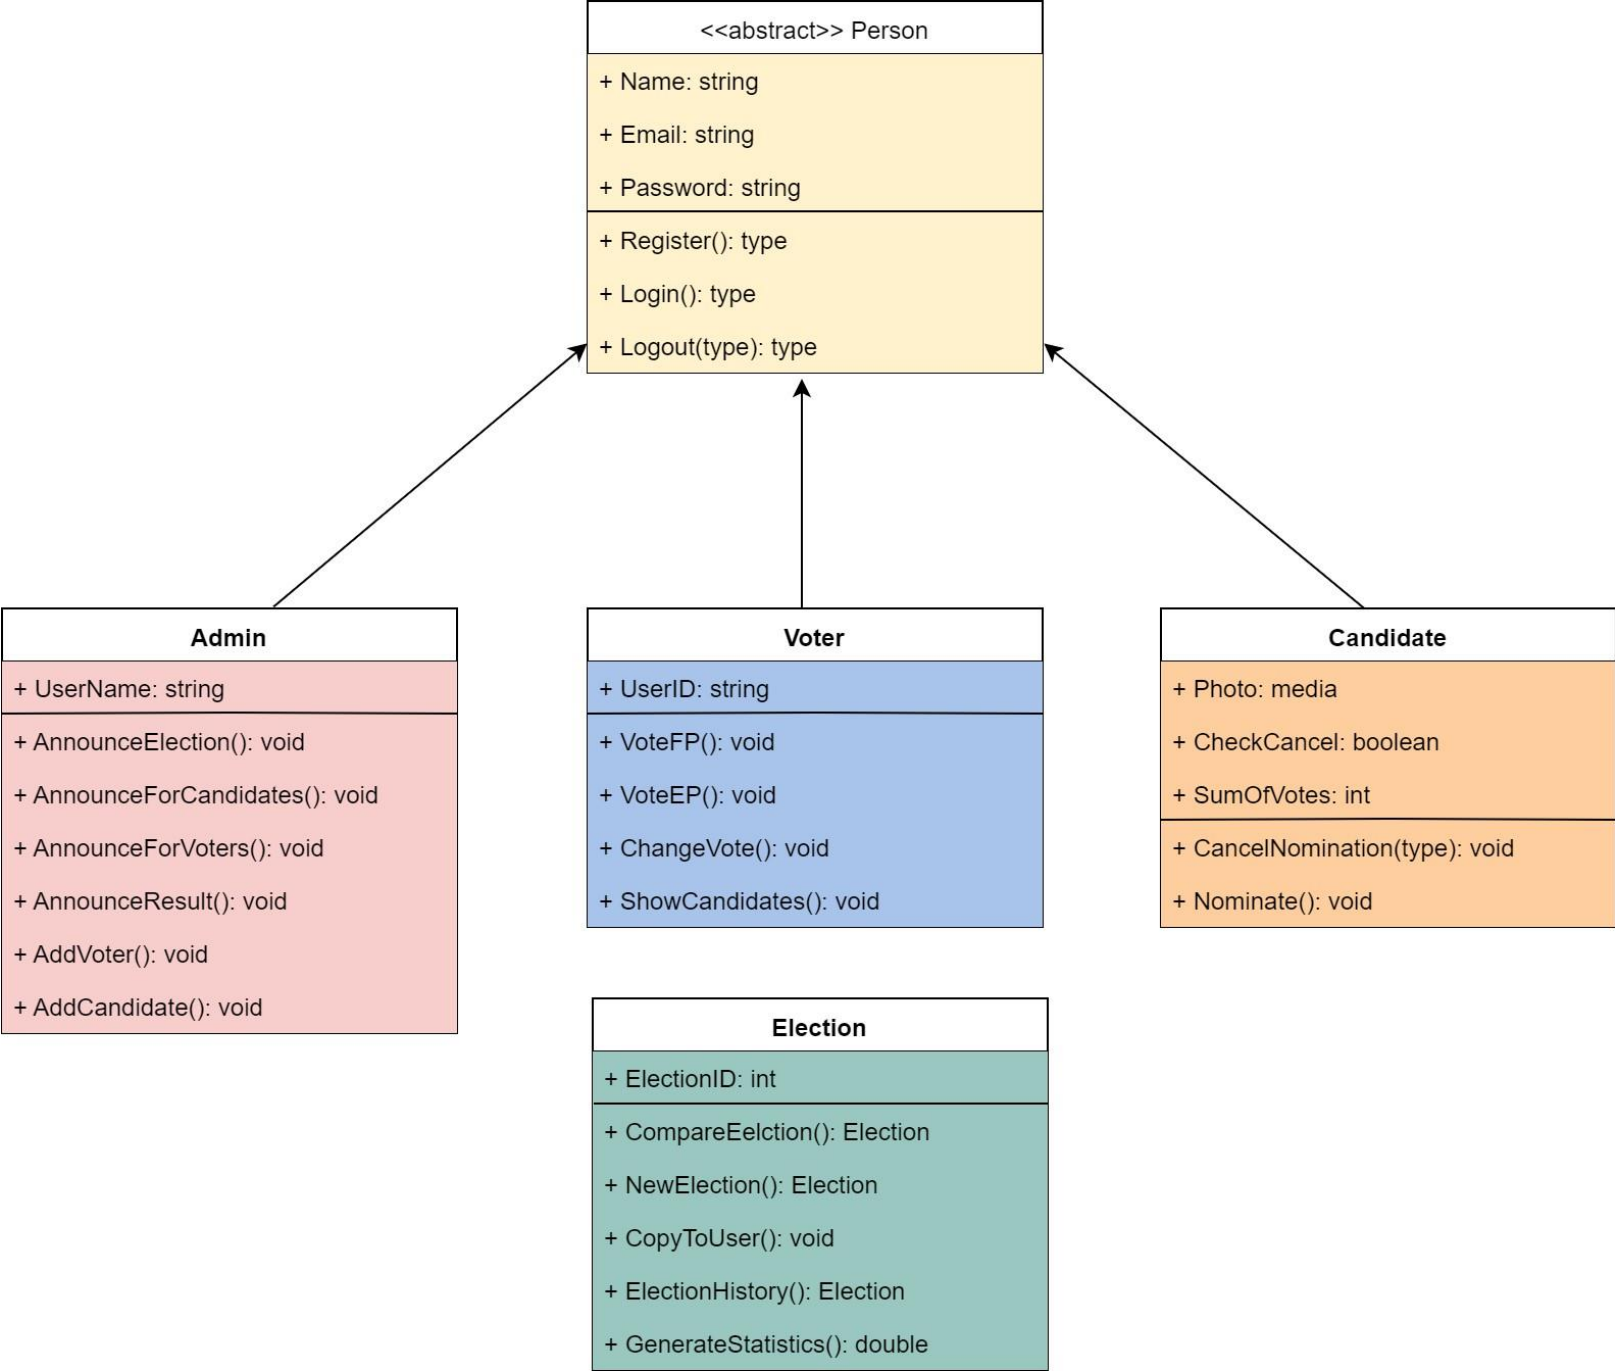 <<abstract>> Person
+ Name: string
+ Email: string
+ Password: string
+ Register(): type
+ Login(): type
+ Logout(type): type
Admin
+ UserName: string
+ AnnounceElection(): void
+ AnnounceForCandidates(): void
+ AnnounceForVoters(): void
+ AnnounceResult(): void
+ AddVoter(): void
+ AddCandidate(): void
Voter
+ UserID: string
+ VoteFP(): void
+ VoteEP(): void
+ ChangeVote(): void
+ ShowCandidates(): void
Candidate
+ Photo: media
+ CheckCancel: boolean
+ SumOfVotes: int
+ CancelNomination(type): void
+ Nominate(): void
Election
+ ElectionID: int
+ CompareEelction(): Election
+ NewElection(): Election
+ CopyToUser(): void
+ ElectionHistory(): Election
+ GenerateStatistics(): double